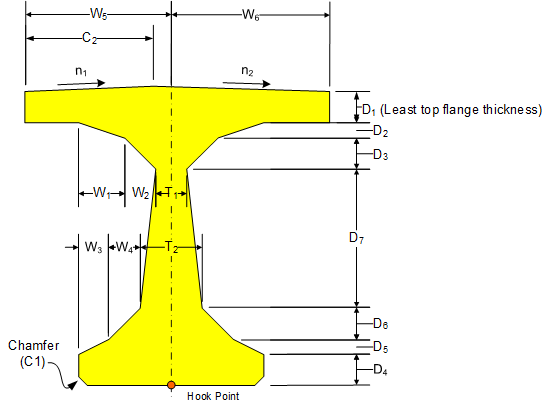 W5
W6
C2
n1
n2
D1 (Least top flange thickness)
D2
D3
W1
W2
T1
D7
W3
W4
T2
D6
D5
Chamfer
(C1)
D4
Hook Point